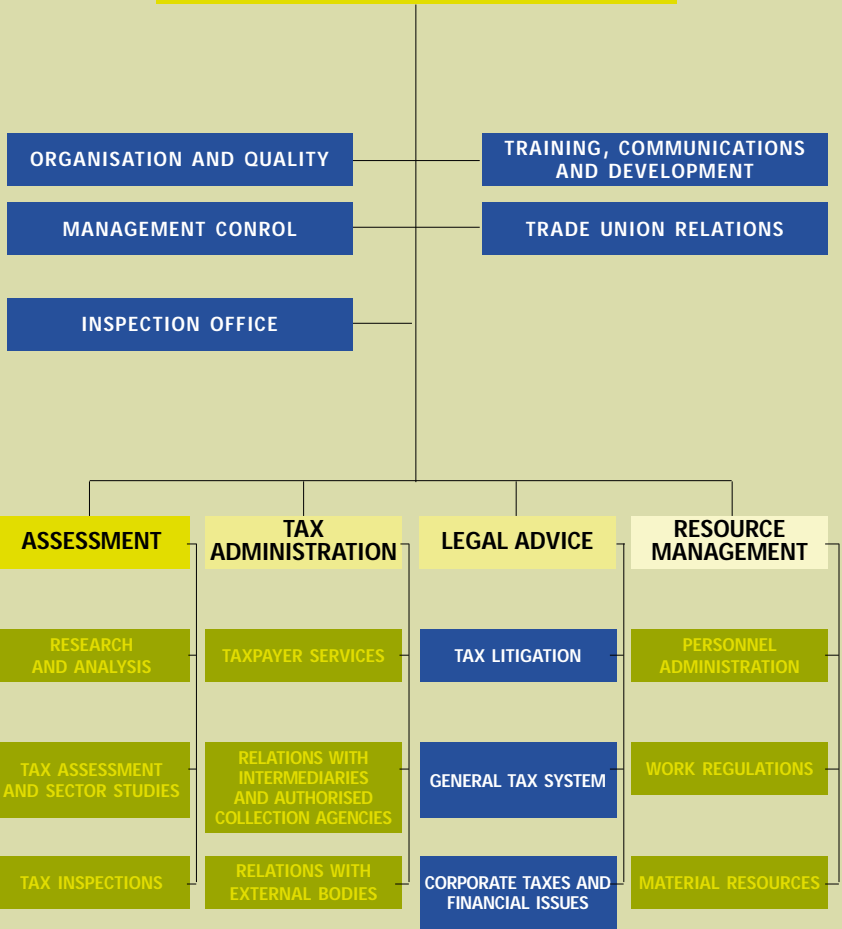 ORGANISATION AND QUALITY
TRAINING, COMMUNICATIONS
AND DEVELOPMENT
MANAGEMENT CONROL
TRADE UNION RELATIONS
INSPECTION OFFICE
ASSESSMENT
TAX
ADMINISTRATION
LEGAL ADVICE
RESOURCE
MANAGEMENT
RESEARCH
AND ANALYSIS
TAXPAYER SERVICES
TAX LITIGATION
PERSONNEL
ADMINISTRATION
TAX ASSESSMENT
AND SECTOR STUDIES
RELATIONS WITH
INTERMEDIARIES
AND AUTHORISED
COLLECTION AGENCIES
GENERAL TAX SYSTEM
WORK REGULATIONS
TAX INSPECTIONS
RELATIONS WITH
EXTERNAL BODIES
CORPORATE TAXES AND
FINANCIAL ISSUES
MATERIAL RESOURCES